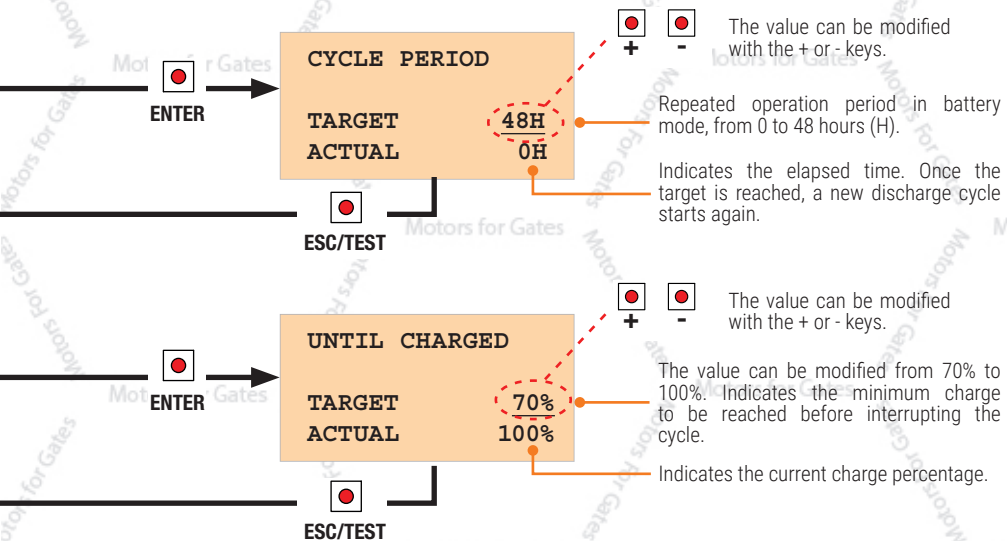 The value can be modified
with the + or - keys.
+ -
CYCLE PERIOD
ENTER
TARGET 48H
ACTUAL 0H
Repeated operation period in battery
mode, from 0 to 48 hours (H).
Indicates the elapsed time. Once the
target is reached, a new discharge cycle
starts again.
ESC/TEST
Motors for Gates
The value can be modified
with the + or - keys.
+ -
UNTIL CHARGED
ENTER
TARGET 70%
ACTUAL 100%
The value can be modified from 70% to
100%. Indicates the minimum charge
to be reached before interrupting the
cycle.
Indicates the current charge percentage.
ESC/TEST